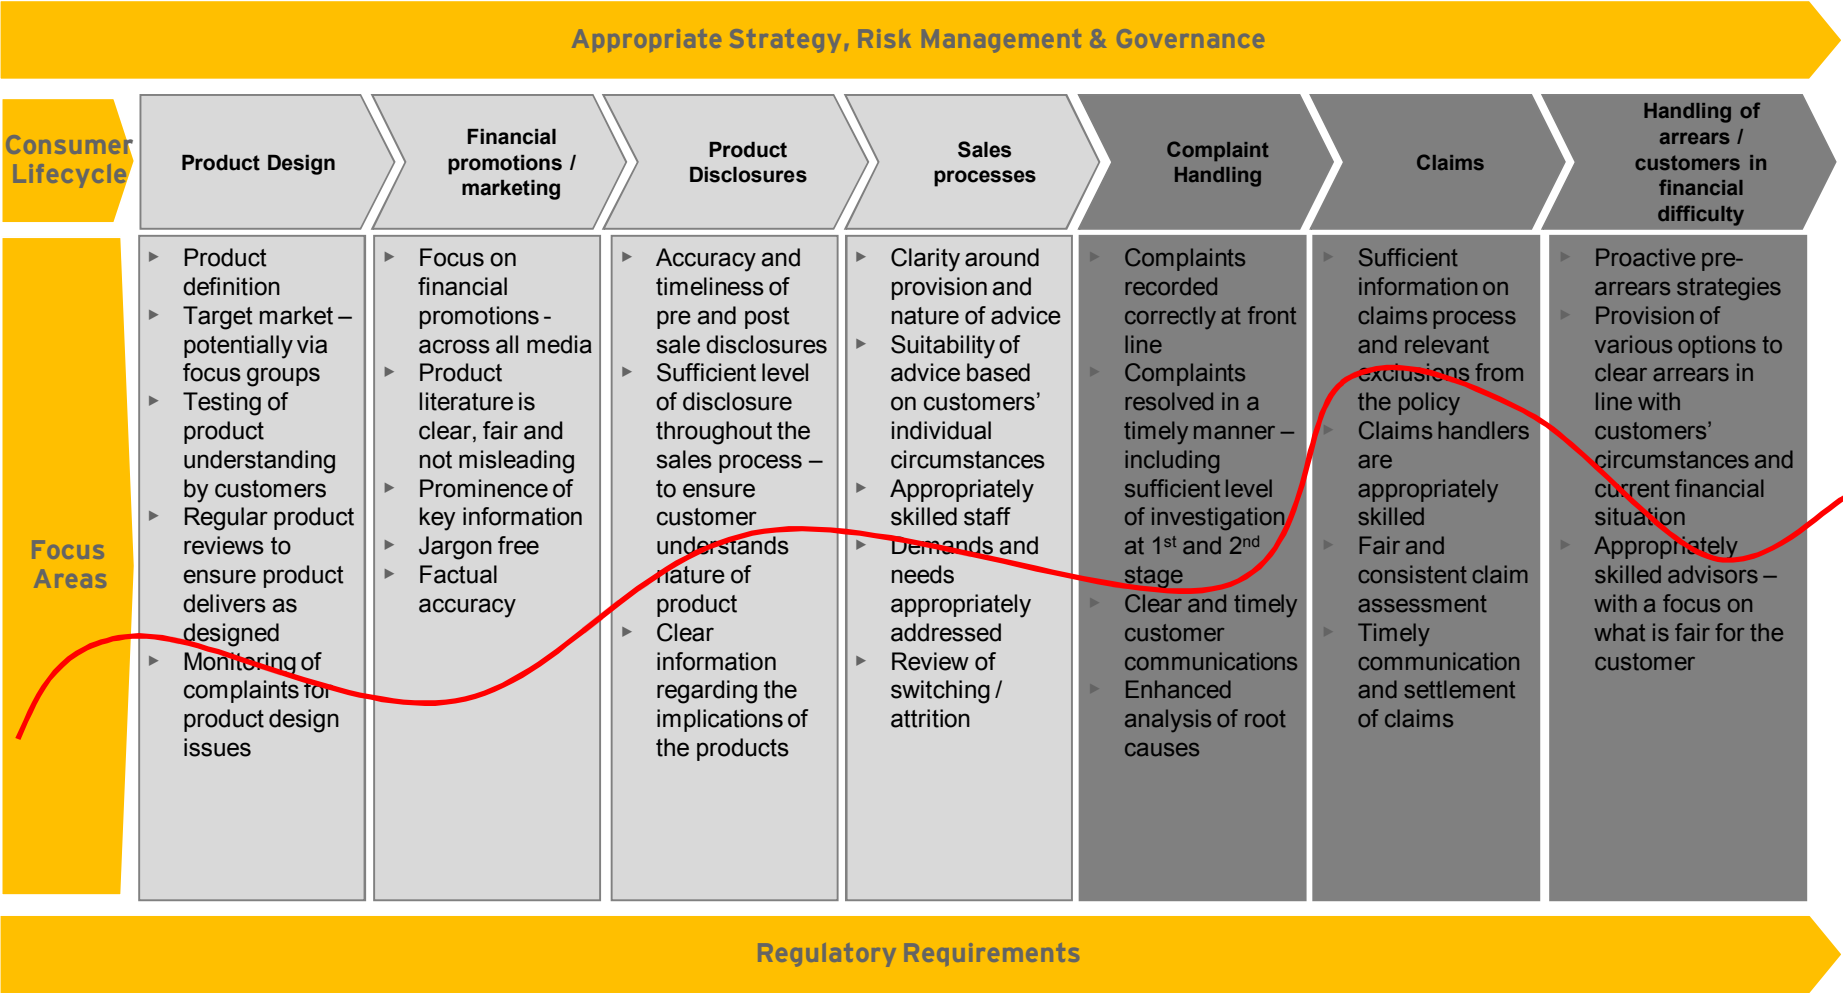 Appropriate Strategy, Risk Management & Governance
Consumer
Lifecycle
Product Design
Financial
promotions /
marketing
Product
Disclosures
Sales
processes
Complaint
Handling
Claims
Handling of
arrears /
customers in
financial
difficulty
Focus
Areas
Product
definition
Target market –
potentially via
focus groups
Testing of
product
understanding
by customers
Regular product
reviews to
ensure product
delivers as
designed
Monitoring of
complaints for
product design
issues
Focus on
financial
promotions -
across all media
Product
literature is
clear, fair and
not misleading
Prominence of
key information
Jargon free
Factual
accuracy
Accuracy and
timeliness of
pre and post
sale disclosures
Sufficient level
of disclosure
throughout the
sales process –
to ensure
customer
understands
nature of
product
Clear
information
regarding the
implications of
the products
Clarity around
provision and
nature of advice
Suitability of
advice based
on customers’
individual
circumstances
Appropriately
skilled staff
Demands and
needs
appropriately
addressed
Review of
switching /
attrition
Complaints
recorded
correctly at front
line
Complaints
resolved in a
timely manner –
including
sufficient level
of investigation
at 1st and 2nd
stage
Clear and timely
customer
communications
Enhanced
analysis of root
causes
Sufficient
information on
claims process
and relevant
exclusions from
the policy
Claims handlers
are
appropriately
skilled
Fair and
consistent claim
assessment
Timely
communication
and settlement
of claims
Proactive pre-
arrears strategies
Provision of
various options to
clear arrears in
line with
customers’
circumstances and
current financial
situation
Appropriately
skilled advisors –
with a focus on
what is fair for the
customer
Regulatory Requirements